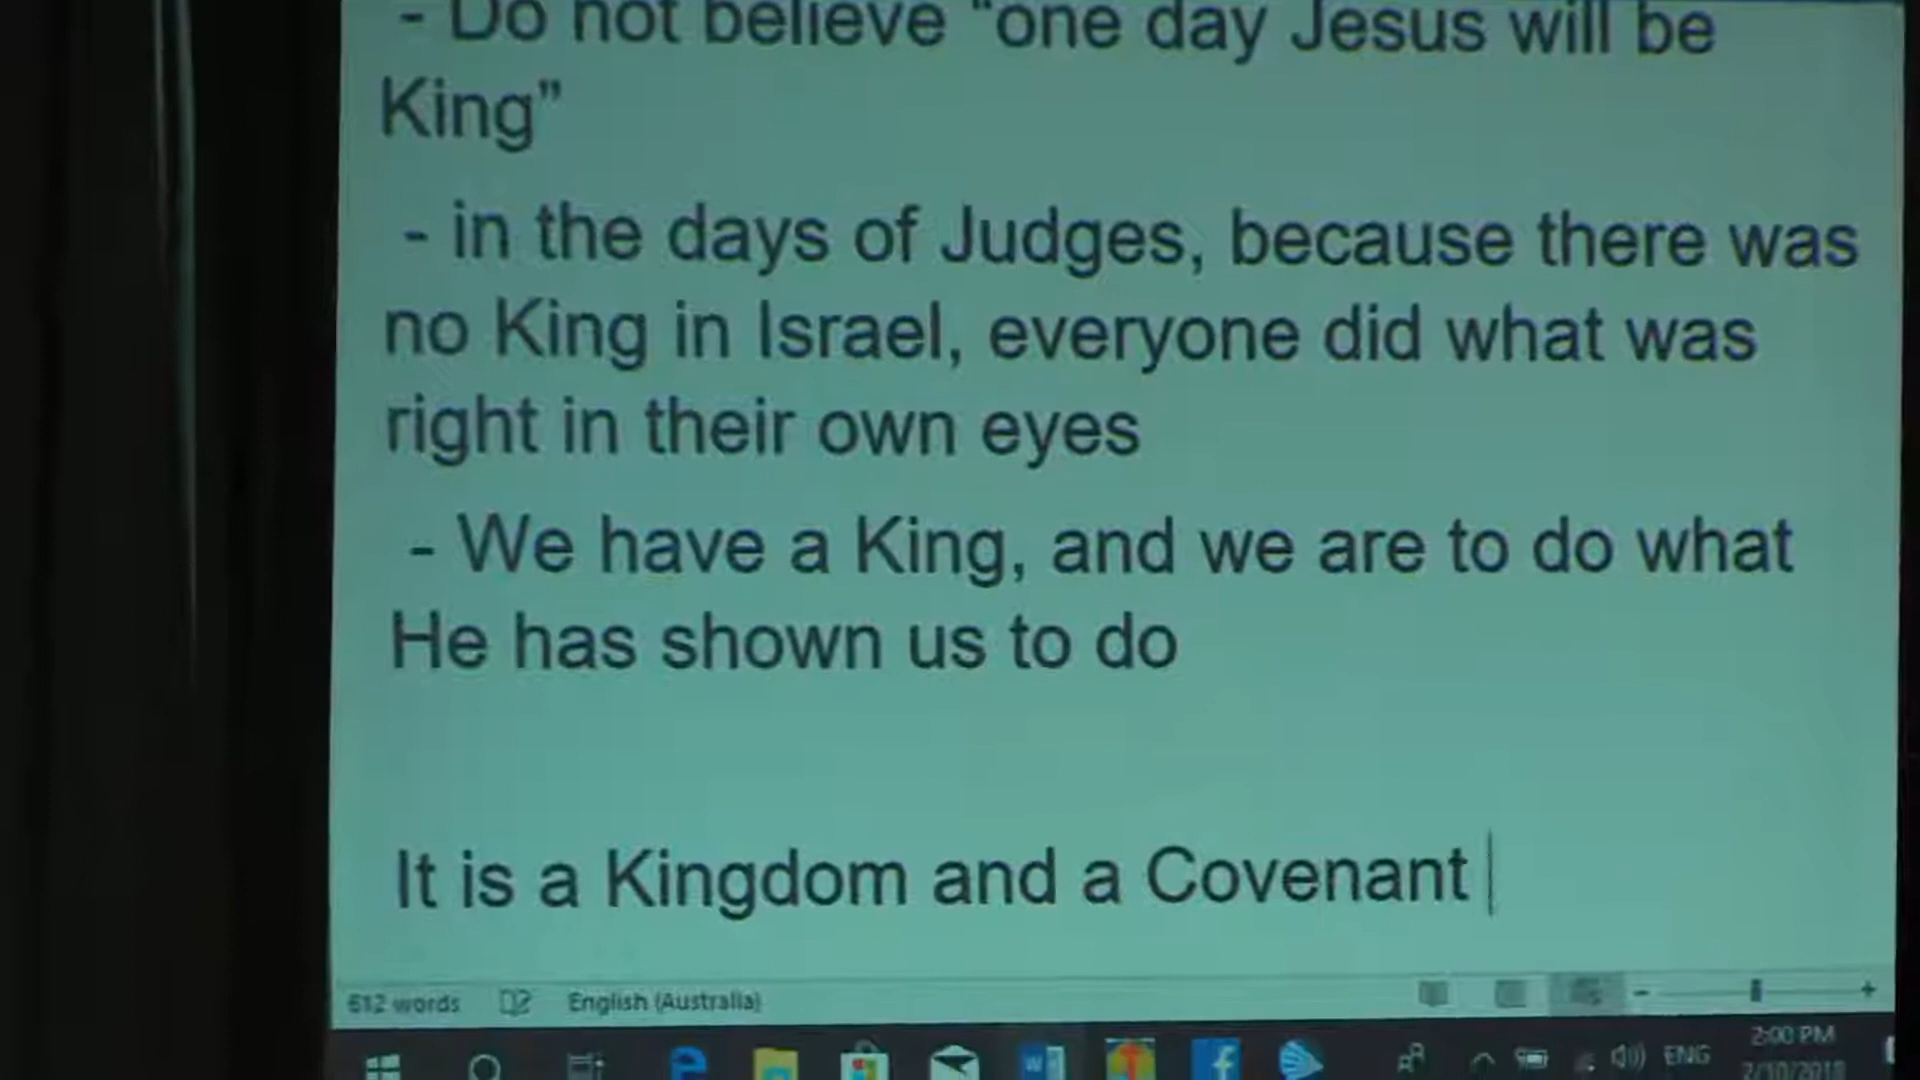 - Do not believe "one day Jesus will be
King”
- in the days of Judges, because there was
no King in Israel, everyone did what was
right in their own eyes
- We have a King, and we are to do what
He has shown us to do
It is a Kingdom and a Covenant
612 words English (Australia)
2:00 PM
ENG
2/10/2018